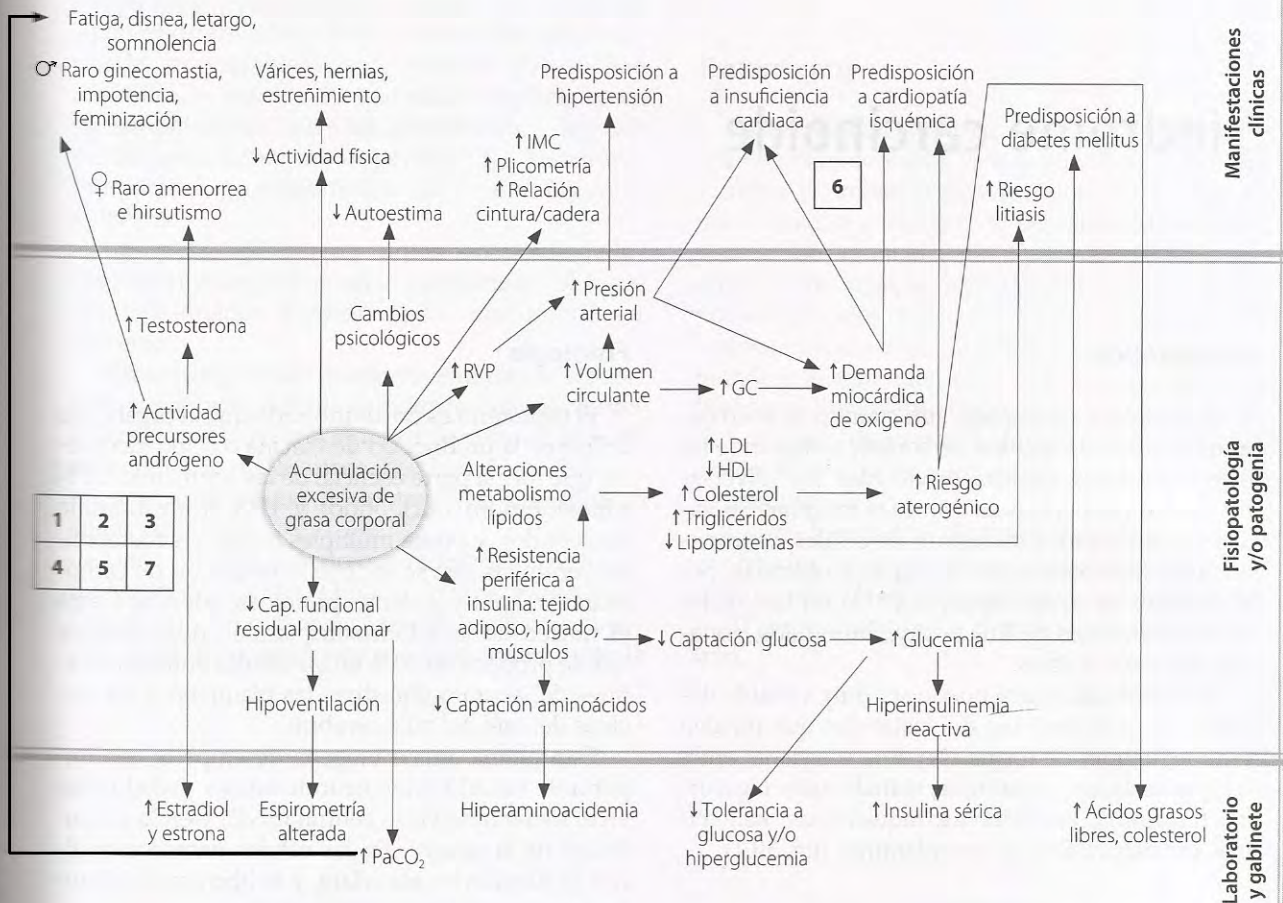 Fatiga, disnea, letargo,
somnolencia
♂ Raro ginecomastia,
impotencia,
feminización
♀ Raro amenorrea
e hirsutismo
Várices, hernias,
estreñimiento
↓ Actividad física
↓ Autoestima
↑ IMC
↑ Plicometría
↑ Relación
cintura/cadera
Predisposición a
hipertensión
Predisposición
a insuficiencia
cardiaca
Predisposición
a cardiopatía
isquémica
6
Predisposición a
diabetes mellitus
↑ Riesgo
litiasis
Manifestaciones
clínicas
↑ Testosterona
↑ Actividad
precursores
andrógeno
Cambios
psicológicos
↑ RVP
↑ Presión
arterial
↑ Volumen
circulante
↑ GC
↑ Demanda
miocárdica
de oxígeno
Acumulación
excesiva de
grasa corporal
Alteraciones
metabolismo
lípidos
↑ LDL
↓ HDL
↑ Colesterol
↑ Triglicéridos
↓ Lipoproteínas
↑ Riesgo
aterogénico
1 2 3
4 5 7
↓ Cap. funcional
residual pulmonar
↑ Resistencia
periférica a
insulina: tejido
adiposo, hígado,
músculos
↓ Captación glucosa
↑ Glucemia
Hipoventilación
↓ Captación aminoácidos
Hiperinsulinemia
reactiva
Fisiopatología
y/o patogenia
↑ Estradiol
y estrona
Espirometría
alterada
↑ PaCO₂
Hiperaminoacidemia
↓ Tolerancia a
glucosa y/o
hiperglucemia
↑ Insulina sérica
↑ Ácidos grasos
libres, colesterol
Laboratorio
y gabinete